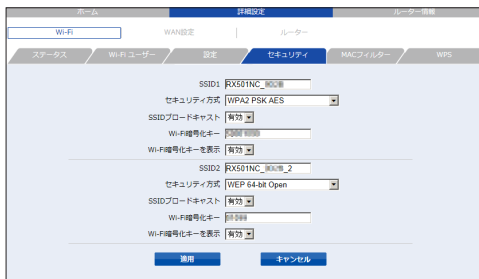 ホーム 詳細設定 ルーター情報
Wi-Fi WAN設定 ルーター
ステータス Wi-Fi ユーザー 設定 セキュリティ MACフィルター WPS
SSID1 RX501NC_
セキュリティ方式 WPA2 PSK AES
SSIDブロードキャスト 有効
Wi-Fi暗号化キー
Wi-Fi暗号化キーを表示 有効
SSID2 RX501NC_ _2
セキュリティ方式 WEP 64-bit Open
SSIDブロードキャスト 有効
Wi-Fi暗号化キー
Wi-Fi暗号化キーを表示 有効
適用 キャンセル